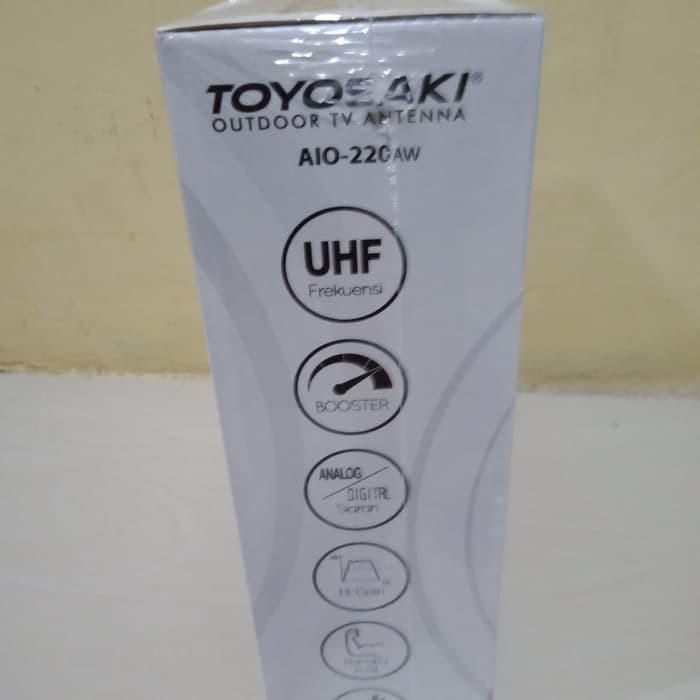 TOYOSAKI®
OUTDOOR TV ANTENNA
AIO-220AW
UHF
Frekuensi
BOOSTER
ANALOG
DIGITAL
Siaran
Hi-Gain